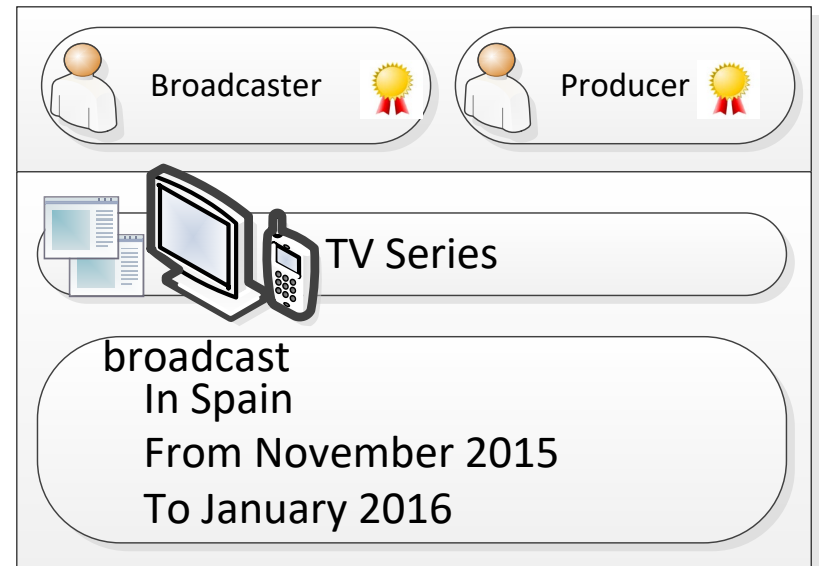 Broadcaster
Producer
TV Series
broadcast
In Spain
From November 2015
To January 2016